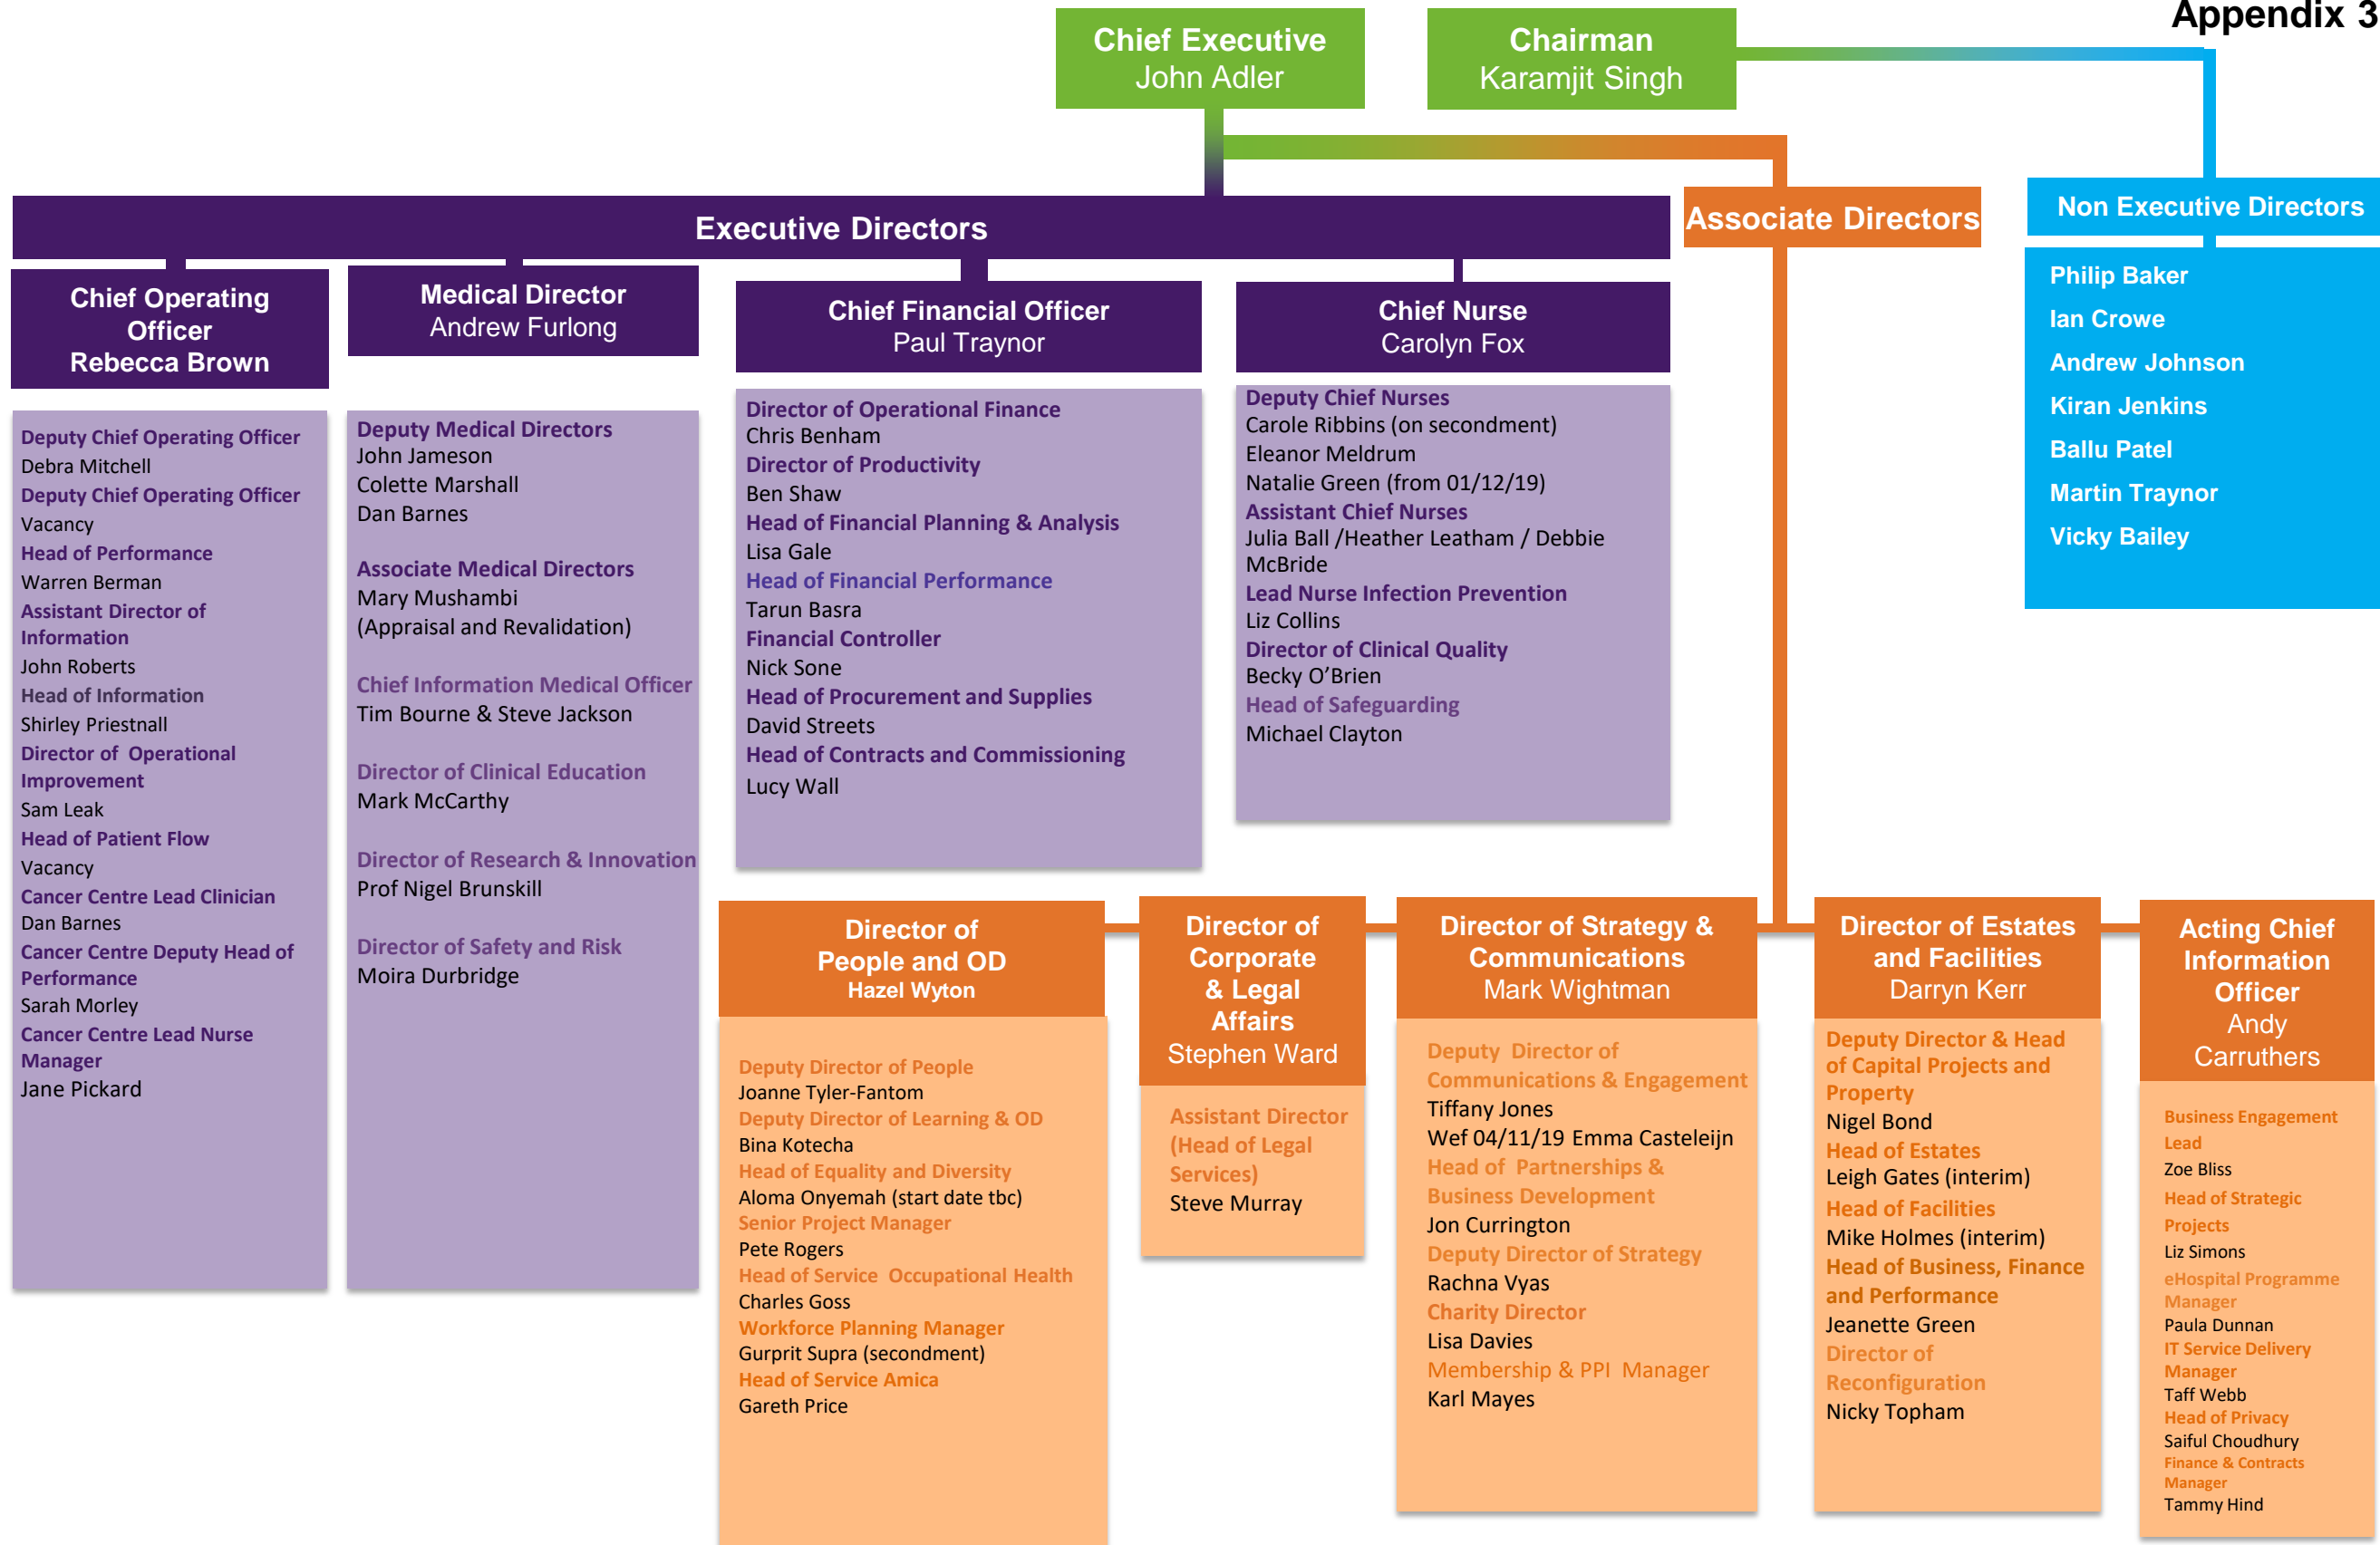 Appendix 3
Chief Executive
John Adler
Chairman
Karamjit Singh
Executive Directors
Associate Directors
Non Executive Directors
Philip Baker
Ian Crowe
Andrew Johnson
Kiran Jenkins
Ballu Patel
Martin Traynor
Vicky Bailey
Chief Operating
Officer
Rebecca Brown
Deputy Chief Operating Officer
Debra Mitchell
Deputy Chief Operating Officer
Vacancy
Head of Performance
Warren Berman
Assistant Director of
Information
John Roberts
Head of Information
Shirley Priestnall
Director of  Operational
Improvement
Sam Leak
Head of Patient Flow
Vacancy
Cancer Centre Lead Clinician
Dan Barnes
Cancer Centre Deputy Head of
Performance
Sarah Morley
Cancer Centre Lead Nurse
Manager
Jane Pickard
Medical Director
Andrew Furlong
Deputy Medical Directors
John Jameson
Colette Marshall
Dan Barnes
Associate Medical Directors
Mary Mushambi
(Appraisal and Revalidation)
Chief Information Medical Officer
Tim Bourne & Steve Jackson
Director of Clinical Education
Mark McCarthy
Director of Research & Innovation
Prof Nigel Brunskill
Director of Safety and Risk
Moira Durbridge
Chief Financial Officer
Paul Traynor
Director of Operational Finance
Chris Benham
Director of Productivity
Ben Shaw
Head of Financial Planning & Analysis
Lisa Gale
Head of Financial Performance
Tarun Basra
Financial Controller
Nick Sone
Head of Procurement and Supplies
David Streets
Head of Contracts and Commissioning
Lucy Wall
Chief Nurse
Carolyn Fox
Deputy Chief Nurses
Carole Ribbins (on secondment)
Eleanor Meldrum
Natalie Green (from 01/12/19)
Assistant Chief Nurses
Julia Ball /Heather Leatham / Debbie
McBride
Lead Nurse Infection Prevention
Liz Collins
Director of Clinical Quality
Becky O’Brien
Head of Safeguarding
Michael Clayton
Director of
People and OD
Hazel Wyton
Deputy Director of People
Joanne Tyler-Fantom
Deputy Director of Learning & OD
Bina Kotecha
Head of Equality and Diversity
Aloma Onyemah (start date tbc)
Senior Project Manager
Pete Rogers
Head of Service  Occupational Health
Charles Goss
Workforce Planning Manager
Gurprit Supra (secondment)
Head of Service Amica
Gareth Price
Director of
Corporate
& Legal
Affairs
Stephen Ward
Assistant Director
(Head of Legal
Services)
Steve Murray
Director of Strategy &
Communications
Mark Wightman
Deputy  Director of
Communications & Engagement
Tiffany Jones
Wef 04/11/19 Emma Casteleijn
Head of  Partnerships &
Business Development
Jon Currington
Deputy Director of Strategy
Rachna Vyas
Charity Director
Lisa Davies
Membership & PPI  Manager
Karl Mayes
Director of Estates
and Facilities
Darryn Kerr
Deputy Director & Head
of Capital Projects and
Property
Nigel Bond
Head of Estates
Leigh Gates (interim)
Head of Facilities
Mike Holmes (interim)
Head of Business, Finance
and Performance
Jeanette Green
Director of
Reconfiguration
Nicky Topham
Acting Chief
Information
Officer
Andy
Carruthers
Business Engagement
Lead
Zoe Bliss
Head of Strategic
Projects
Liz Simons
eHospital Programme
Manager
Paula Dunnan
IT Service Delivery
Manager
Taff Webb
Head of Privacy
Saiful Choudhury
Finance & Contracts
Manager
Tammy Hind